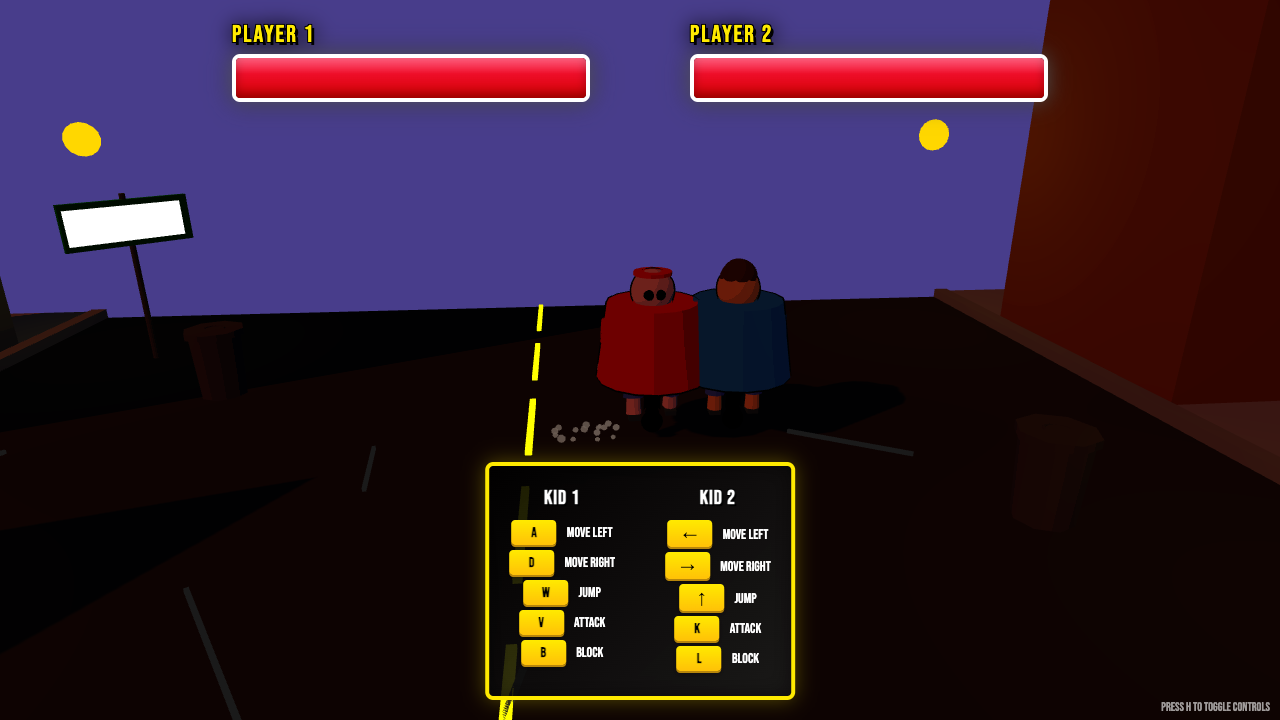 PLAYER 1
PLAYER 2
KID 1
A MOVE LEFT
D MOVE RIGHT
W JUMP
V ATTACK
B BLOCK
KID 2
← MOVE LEFT
→ MOVE RIGHT
↑ JUMP
K ATTACK
L BLOCK
PRESS H TO TOGGLE CONTROLS